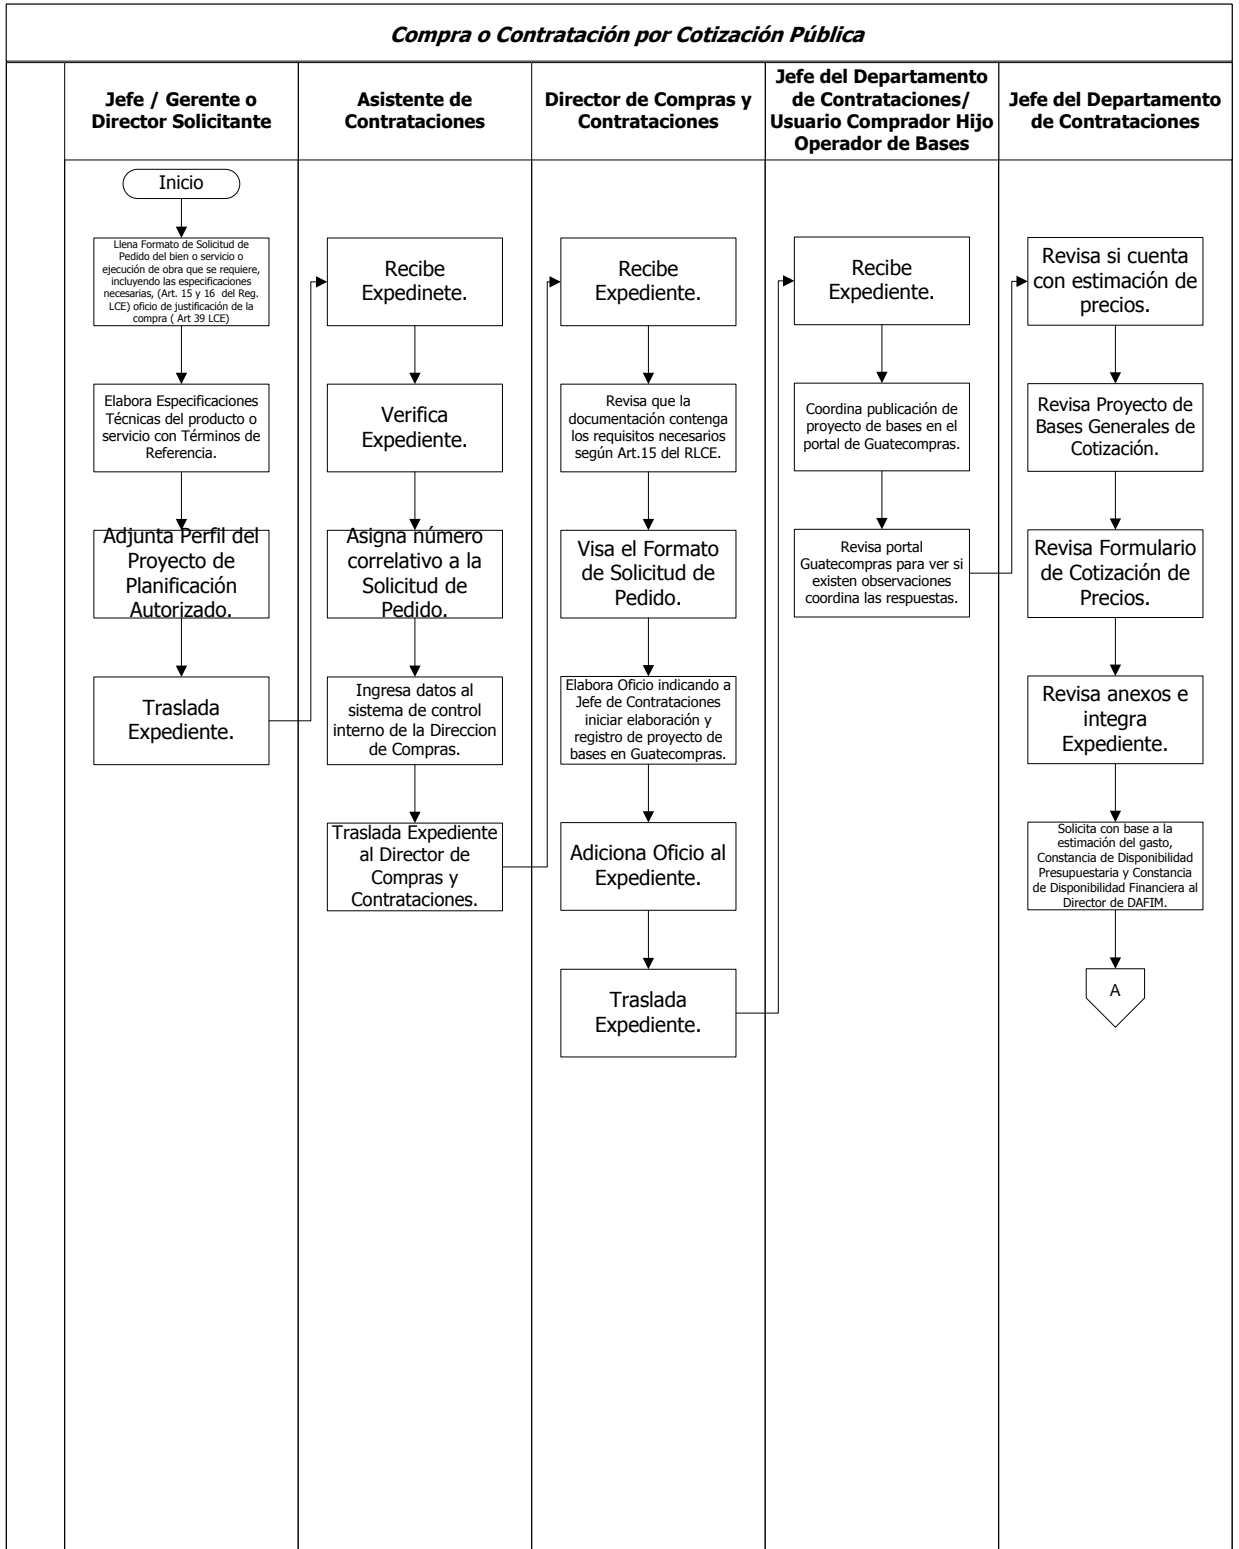 Compra o Contratación por Cotización Pública
Jefe / Gerente o
Director Solicitante
Asistente de
Contrataciones
Director de Compras y
Contrataciones
Jefe del Departamento
de Contrataciones/
Usuario Comprador Hijo
Operador de Bases
Jefe del Departamento
de Contrataciones
Inicio
Llena Formato de Solicitud de
Pedido del bien o servicio o
ejecución de obra que se requiere,
incluyendo las especificaciones
necesarias, (Art. 15 y 16 del Reg.
LCE) oficio de justificación de la
compra ( Art 39 LCE)
Elabora Especificaciones
Técnicas del producto o
servicio con Términos de
Referencia.
Adjunta Perfil del
Proyecto de
Planificación
Autorizado.
Traslada
Expediente.
Recibe
Expedinete.
Verifica
Expediente.
Asigna número
correlativo a la
Solicitud de
Pedido.
Ingresa datos al
sistema de control
interno de la Direccion
de Compras.
Traslada Expediente
al Director de
Compras y
Contrataciones.
Recibe
Expediente.
Revisa que la
documentación contenga
los requisitos necesarios
según Art.15 del RLCE.
Visa el Formato
de Solicitud de
Pedido.
Elabora Oficio indicando a
Jefe de Contrataciones
iniciar elaboración y
registro de proyecto de
bases en Guatecompras.
Adiciona Oficio al
Expediente.
Traslada
Expediente.
Recibe
Expediente.
Coordina publicación de
proyecto de bases en el
portal de Guatecompras.
Revisa portal
Guatecompras para ver si
existen observaciones
coordina las respuestas.
Revisa si cuenta
con estimación de
precios.
Revisa Proyecto de
Bases Generales de
Cotización.
Revisa Formulario
de Cotización de
Precios.
Revisa anexos e
integra
Expediente.
Solicita con base a la
estimación del gasto,
Constancia de Disponibilidad
Presupuestaria y Constancia
de Disponibilidad Financiera al
Director de DAFIM.
A